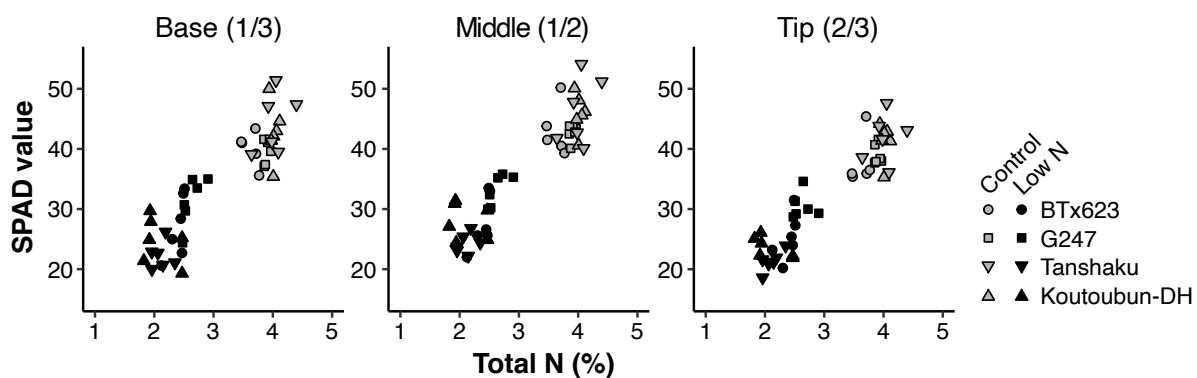 Base (1/3) Middle (1/2) Tip (2/3)
SPAD value
50
40
30
20
1 2 3 4 5
50
40
30
20
1 2 3 4 5
50
40
30
20
1 2 3 4 5
Total N (%)
Control
Low N
BTx623
G247
Tanshaku
Koutoubun-DH